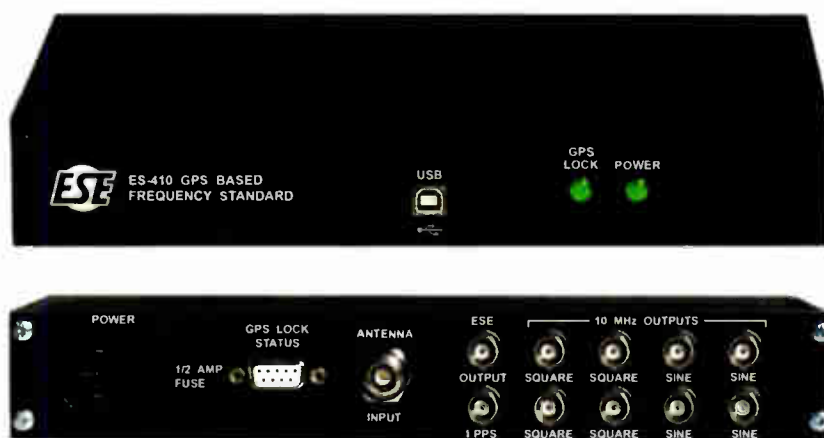 ESE
ES-410 GPS BASED
FREQUENCY STANDARD
USB
GPS
LOCK
POWER
POWER
1/2 AMP
FUSE
GPS LOCK
STATUS
ANTENNA
INPUT
ESE
OUTPUT
1 PPS
10 MHz OUTPUTS
SQUARE SQUARE SINE SINE
SQUARE SQUARE SINE SINE